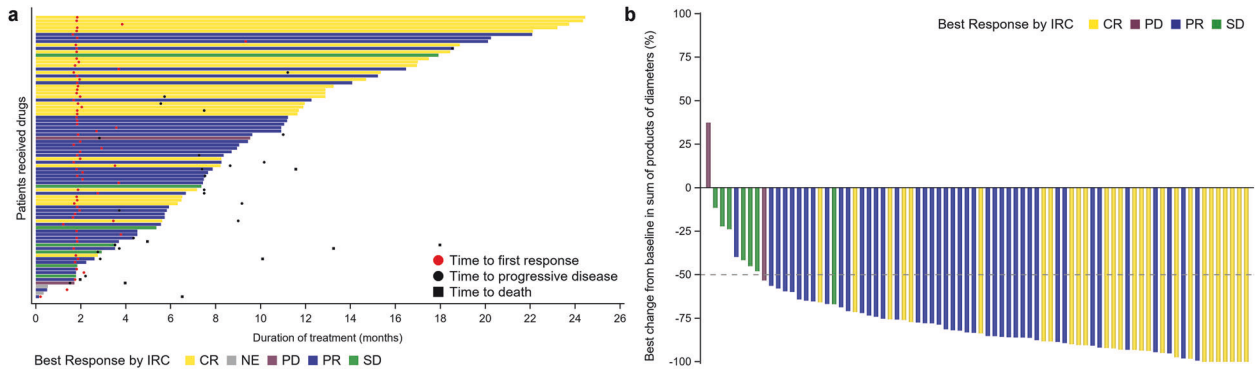 a
Patients received drugs
Time to first response
Time to progressive disease
Time to death
0 2 4 6 8 10 12 14 16 18 20 22 24 26
Duration of treatment (months)
Best Response by IRC CR NE PD PR SD
b
Best Response by IRC CR PD PR SD
Best change from baseline in sum of products of diameters (%)
100
75
50
25
0
-25
-50
-75
-100